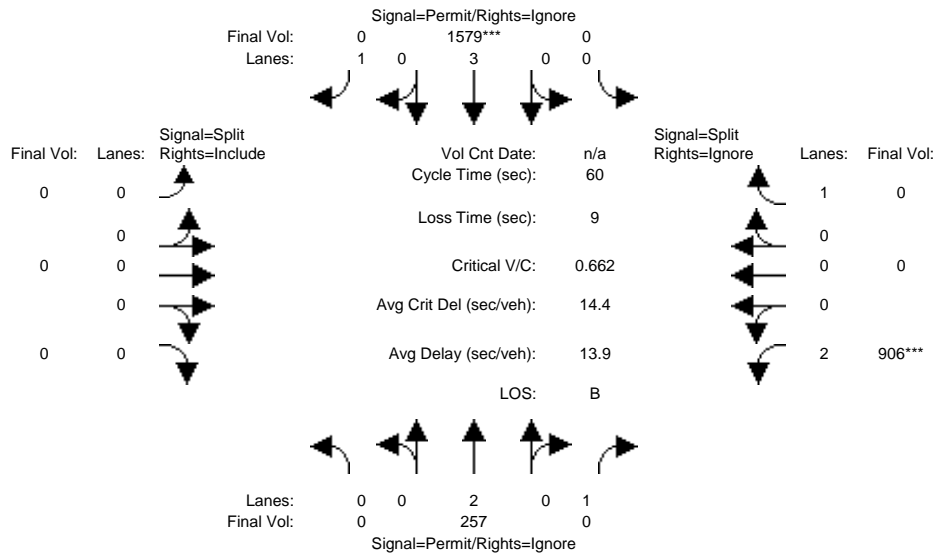 Signal=Permit/Rights=Ignore
Final Vol: 0 1579*** 0
Lanes: 1 0 3 0 0
Signal=Split Signal=Split
Final Vol: Lanes: Rights=Include Vol Cnt Date: n/a Rights=Ignore Lanes: Final Vol:
Cycle Time (sec): 60
0 0 1 0
Loss Time (sec): 9
0 0
0 0 Critical V/C: 0.662 0 0
0 Avg Crit Del (sec/veh): 14.4 0
0 0 Avg Delay (sec/veh): 13.9 2 906***
LOS: B
Lanes: 0 0 2 0 1
Final Vol: 0 257 0
Signal=Permit/Rights=Ignore